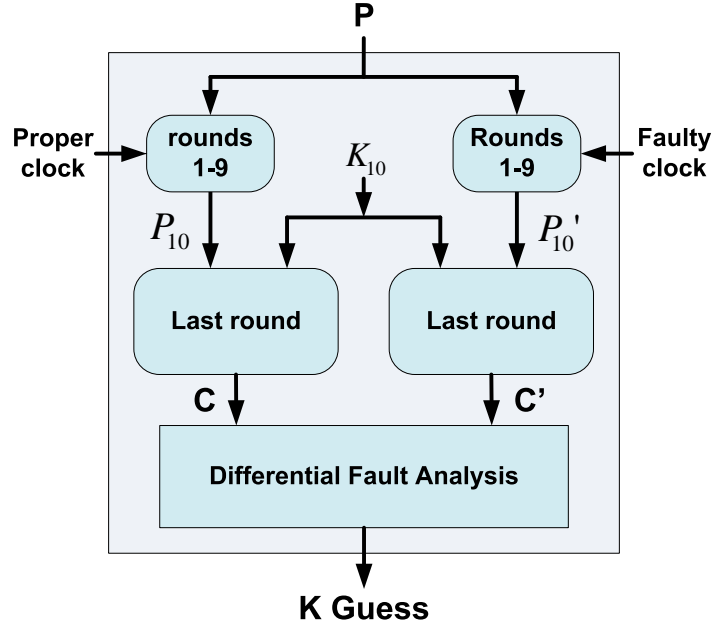 P
Proper
clock
rounds
1-9
K10
Rounds
1-9
Faulty
clock
P10
P10'
Last round
Last round
C
C’
Differential Fault Analysis
K Guess